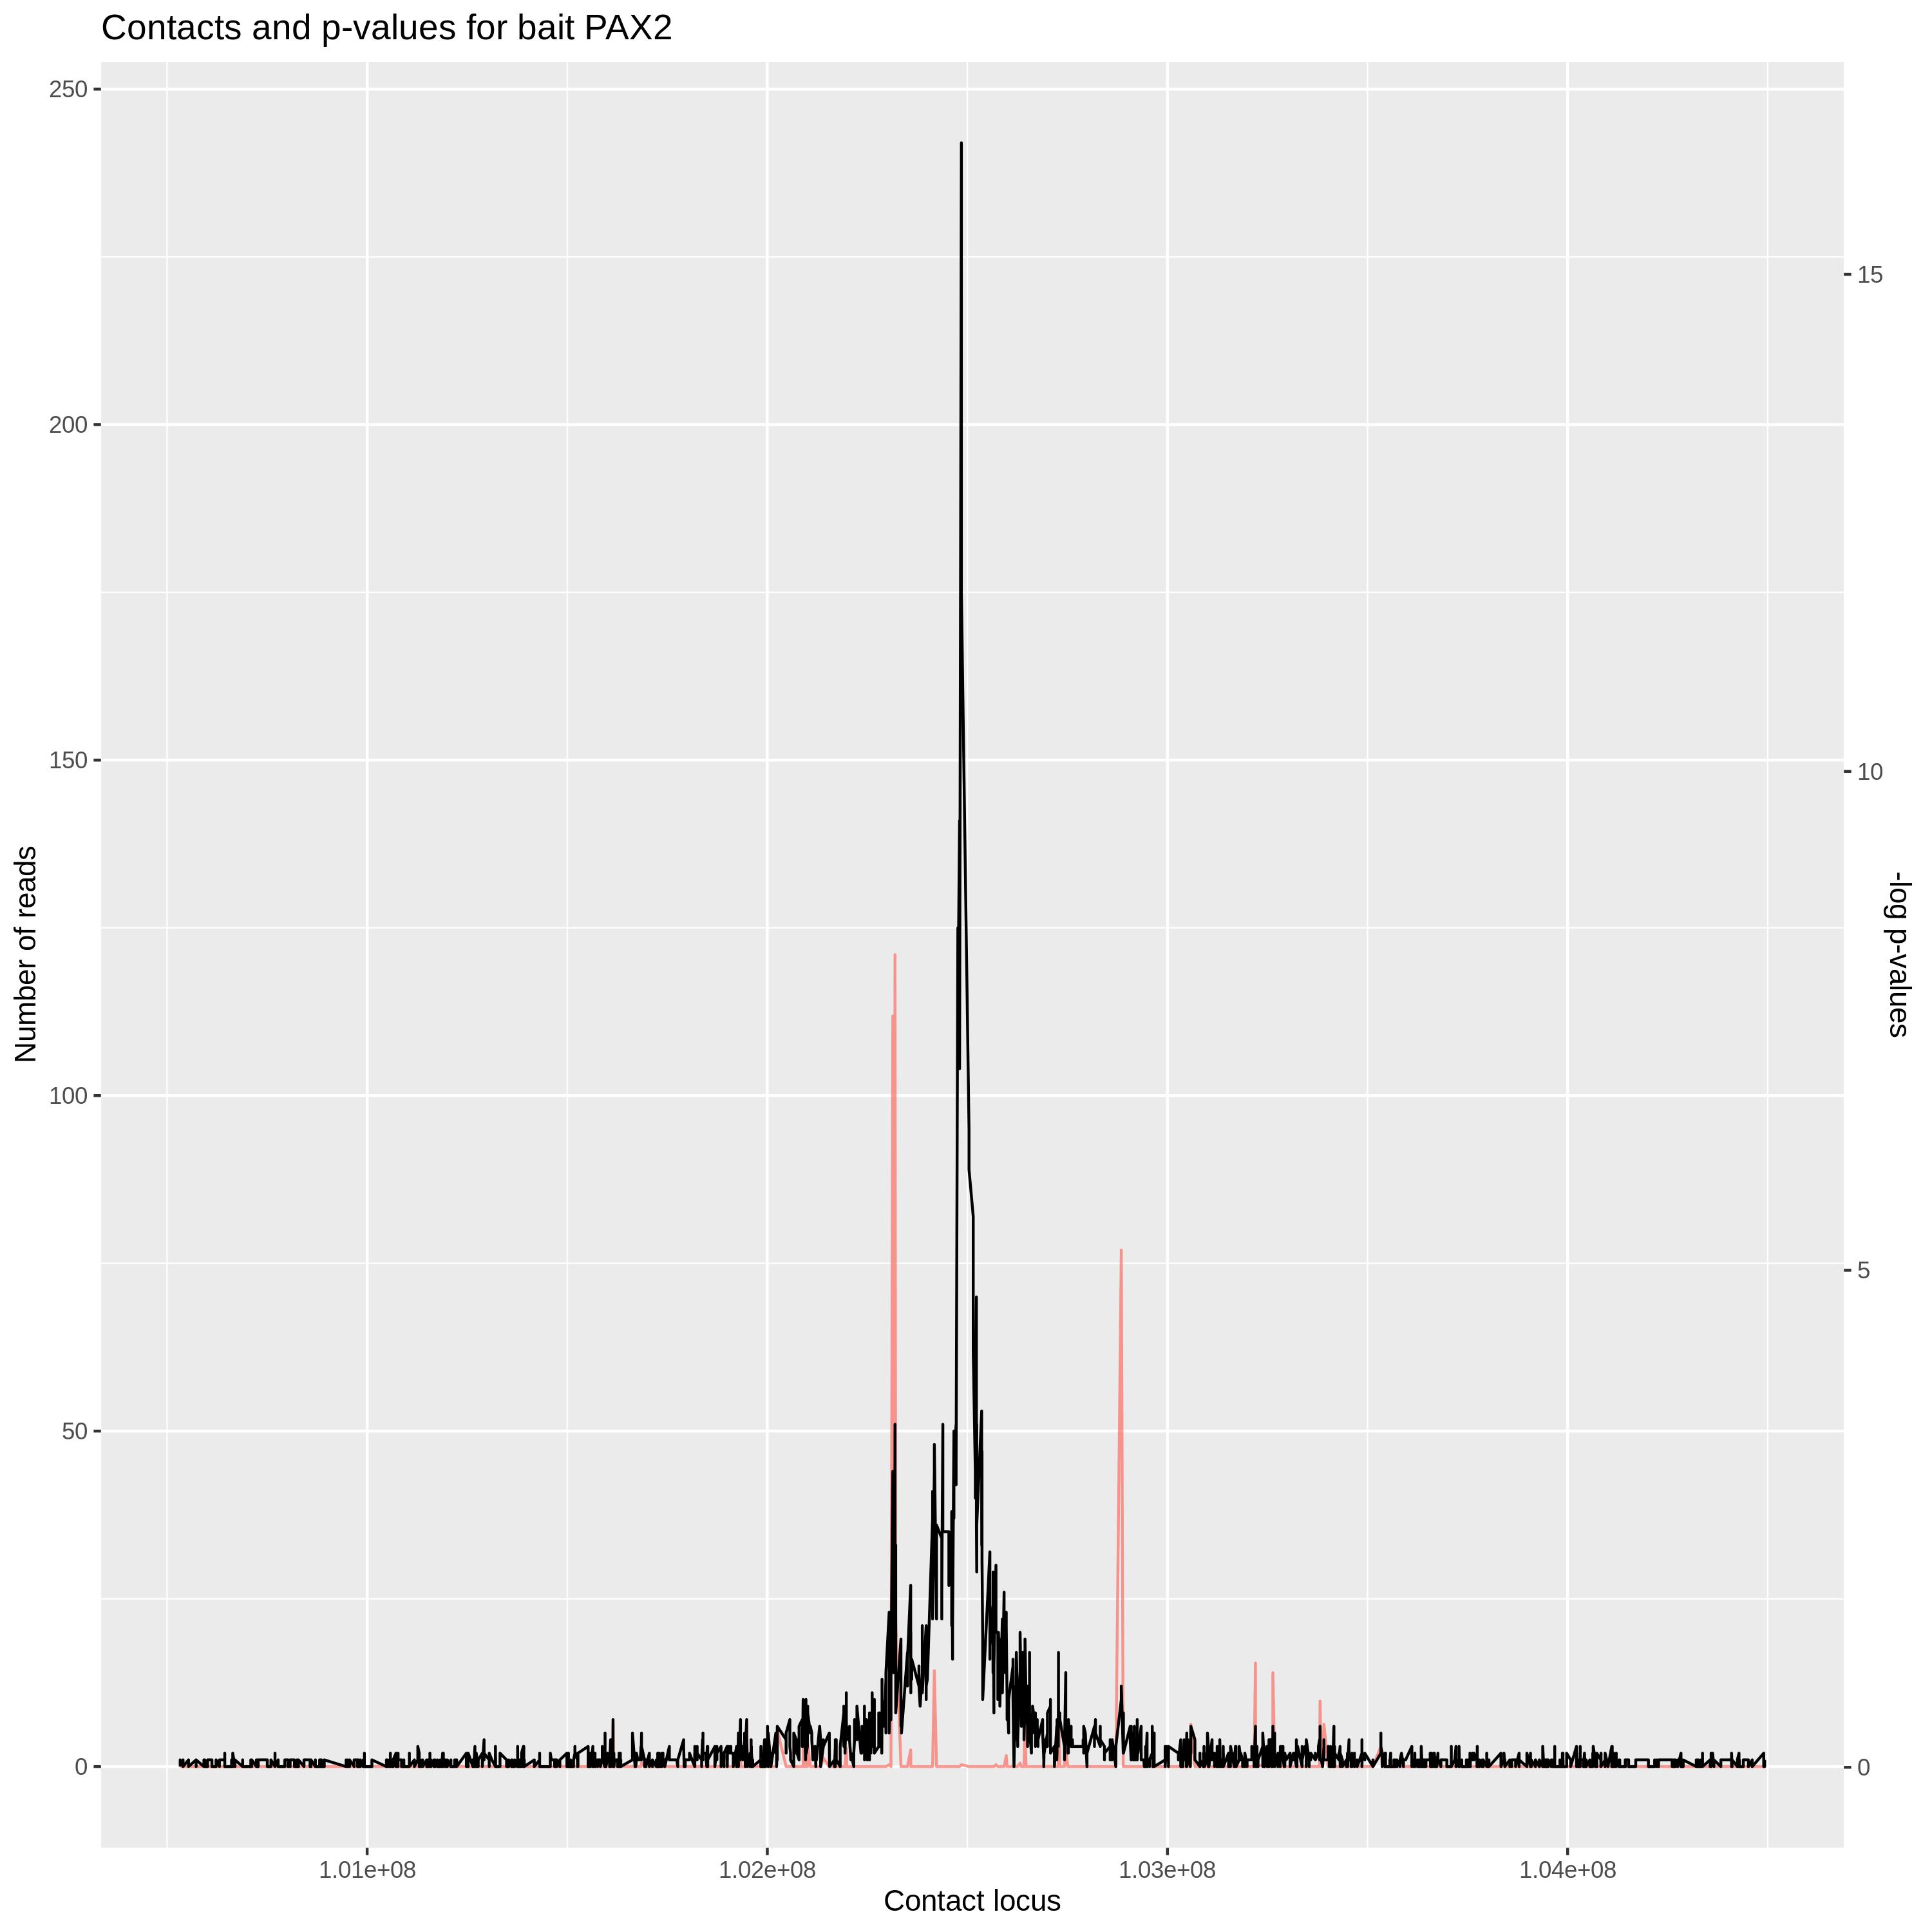 Contacts and p-values for bait PAX2
250
200
150
100
50
0
Number of reads
15
10
5
0
-log p-values
1.01e+08
1.02e+08
1.03e+08
1.04e+08
Contact locus